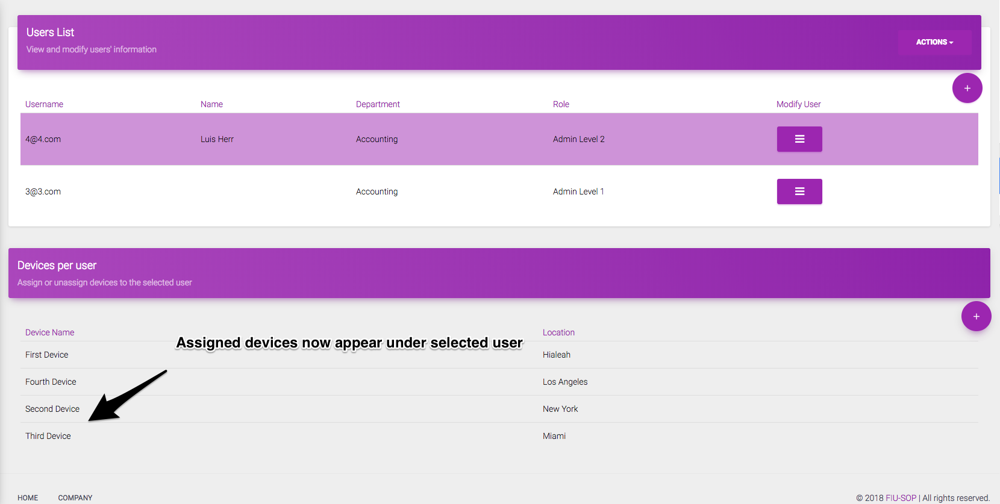 Users List
View and modify users' information
ACTIONS
+
Username Name Department Role Modify User
4@4.com Luis Herr Accounting Admin Level 2
3@3.com Accounting Admin Level 1
Devices per user
Assign or unassign devices to the selected user
+
Device Name Location
Assigned devices now appear under selected user
First Device Hialeah
Fourth Device Los Angeles
Second Device New York
Third Device Miami
HOME COMPANY © 2018 FIU-SOP | All rights reserved.